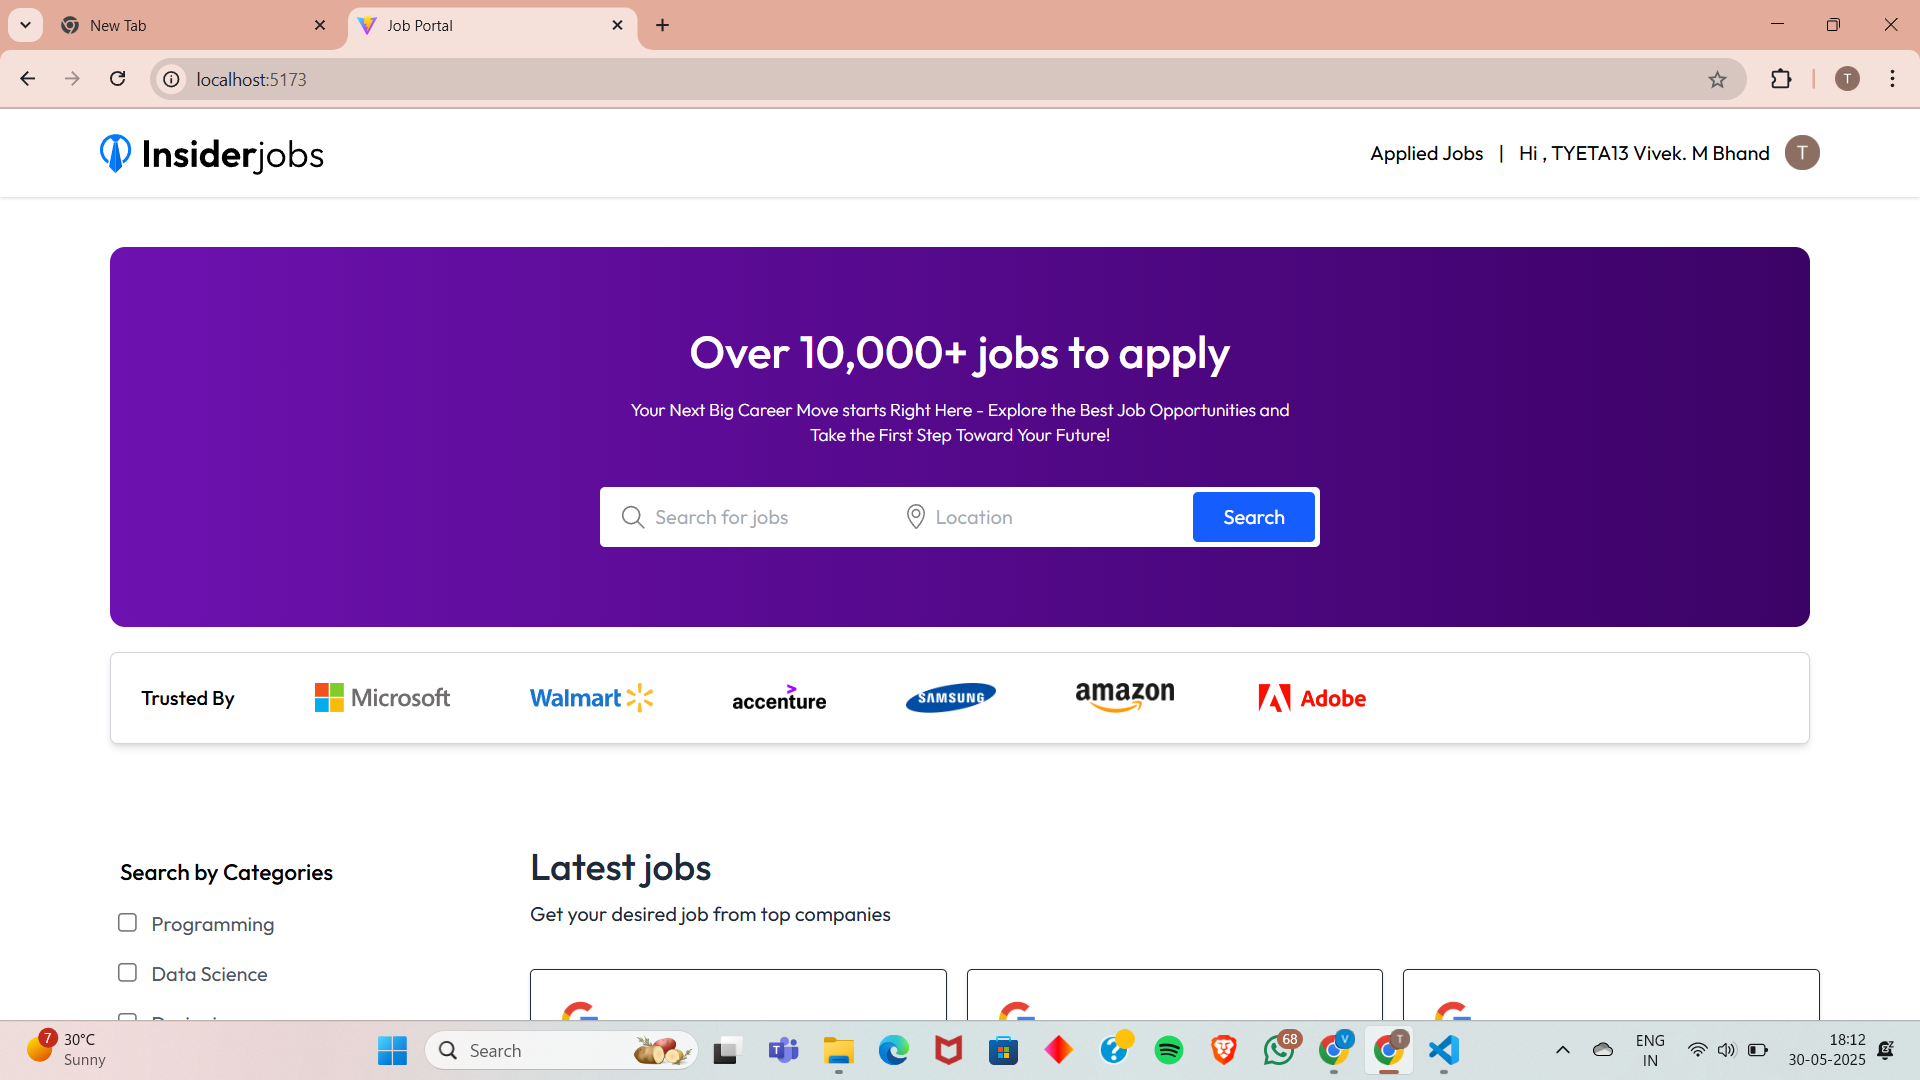 New Tab
Job Portal
localhost:5173
T
Insiderjobs
Applied Jobs | Hi , TYETA13 Vivek. M Bhand T
Over 10,000+ jobs to apply
Your Next Big Career Move starts Right Here - Explore the Best Job Opportunities and
Take the First Step Toward Your Future!
Search for jobs Location Search
Trusted By Microsoft Walmart accenture SAMSUNG amazon Adobe
Search by Categories
Programming
Data Science
Latest jobs
Get your desired job from top companies
7 30°C
Sunny
Search
68
V
T
ENG
IN
18:12
30-05-2025